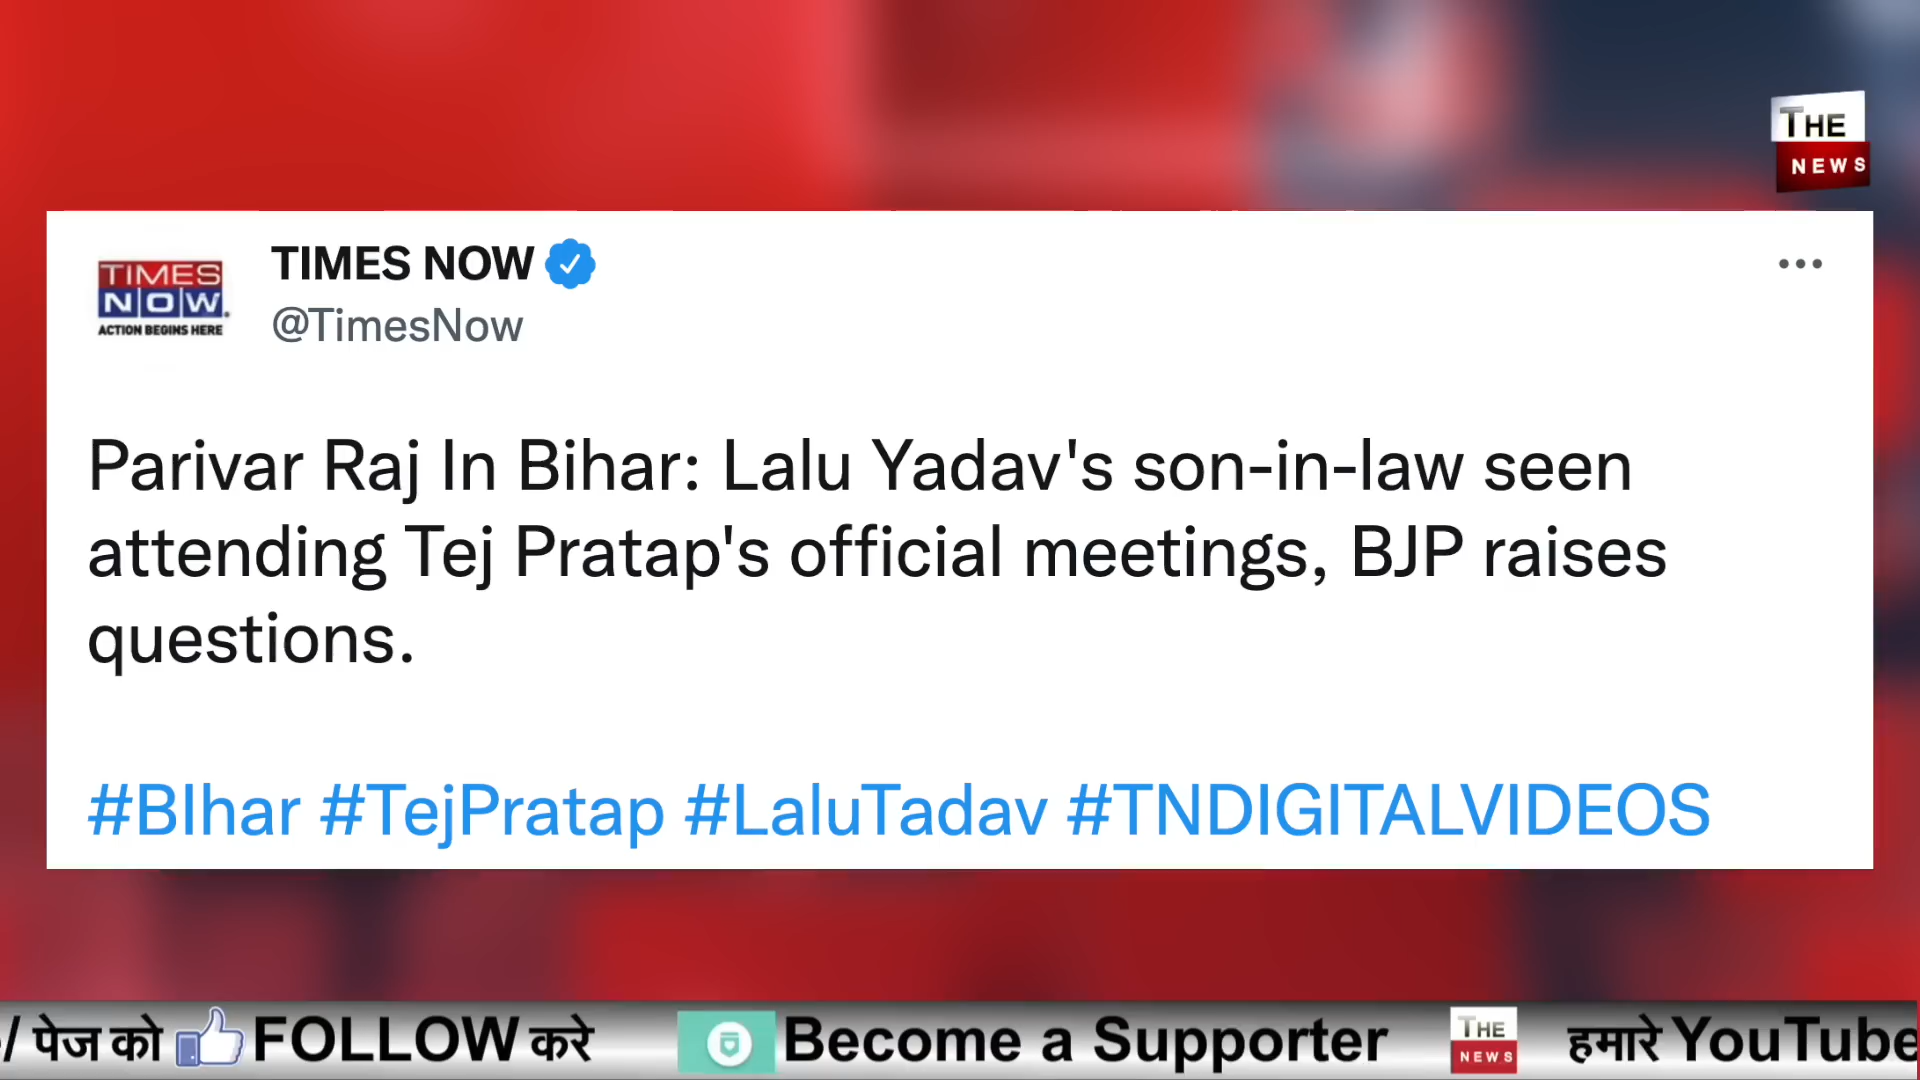 THE
NEWS
TIMES NOW
@TimesNow
TIMES
NOW.
ACTION BEGINS HERE
Parivar Raj In Bihar: Lalu Yadav's son-in-law seen
attending Tej Pratap's official meetings, BJP raises
questions.
#BIhar #TejPratap #LaluTadav #TNDIGITALVIDEOS
/ पेज को FOLLOW करे Become a Supporter THE NEWS हमारे YouTube